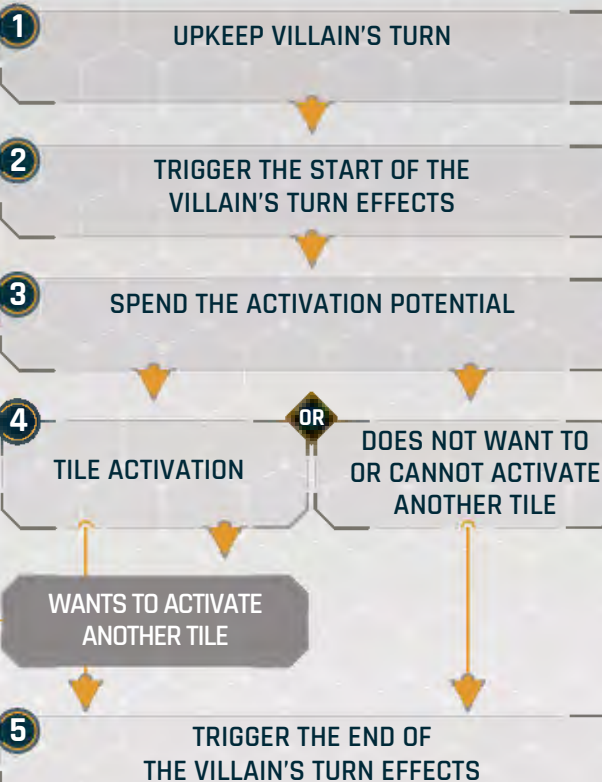 1
UPKEEP VILLAIN'S TURN
2
TRIGGER THE START OF THE
VILLAIN'S TURN EFFECTS
3
SPEND THE ACTIVATION POTENTIAL
4
TILE ACTIVATION
OR
DOES NOT WANT TO
OR CANNOT ACTIVATE
ANOTHER TILE
WANTS TO ACTIVATE
ANOTHER TILE
5
TRIGGER THE END OF
THE VILLAIN'S TURN EFFECTS